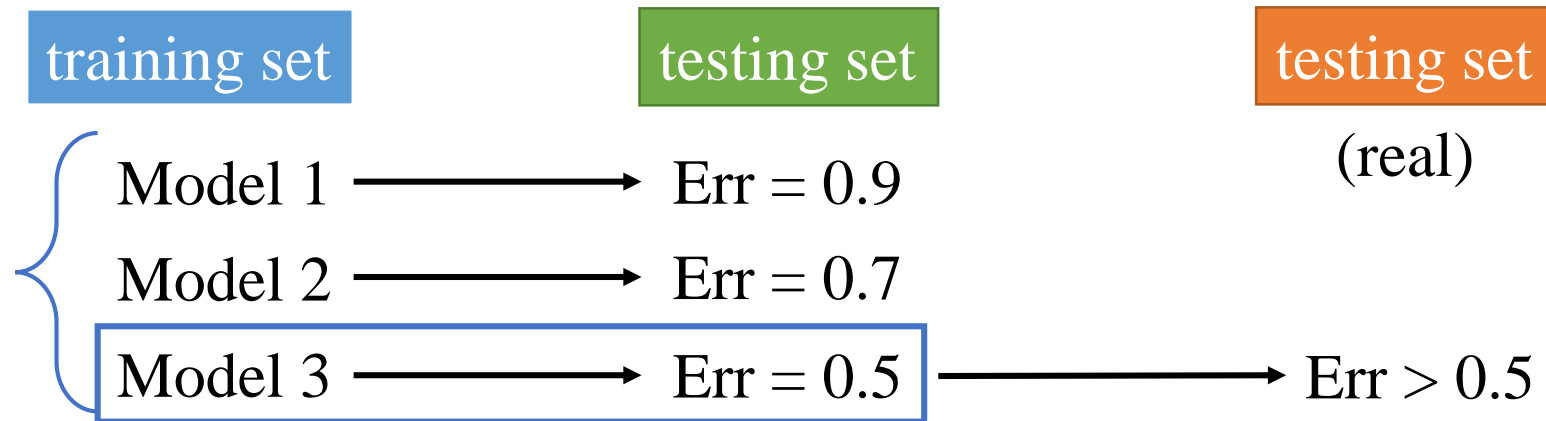 training set testing set testing set
(real)
Model 1 Err = 0.9
Model 2 Err = 0.7
Model 3 Err = 0.5 Err > 0.5